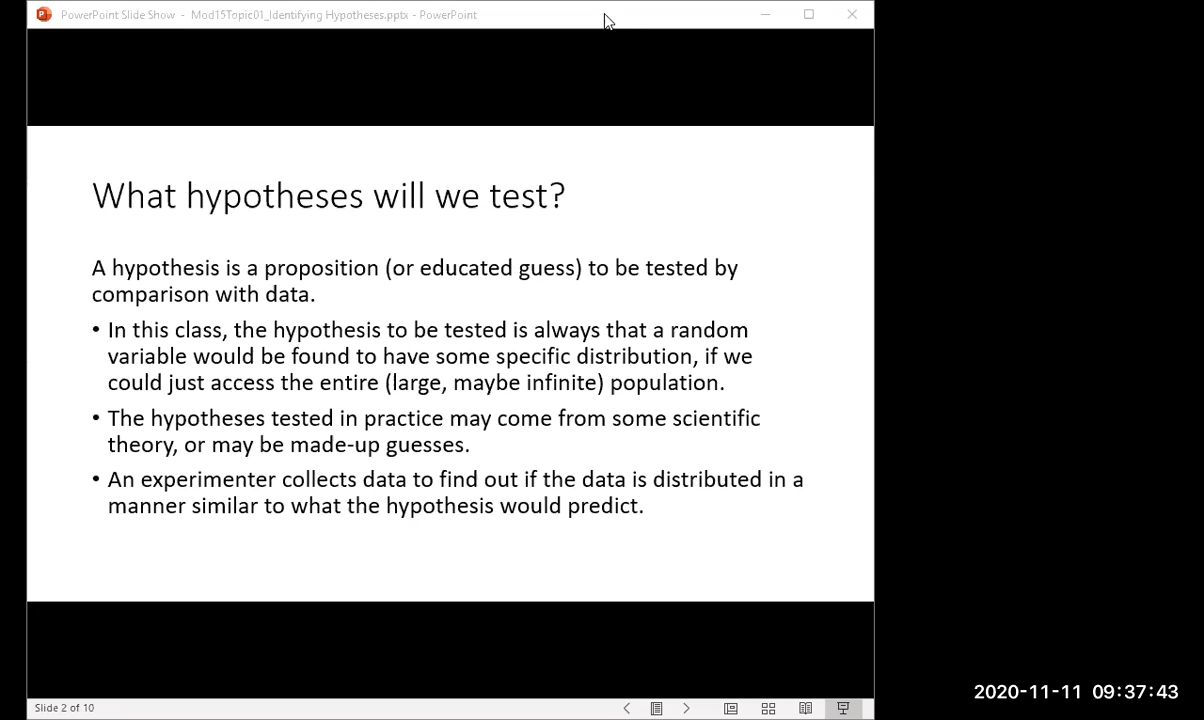 PowerPoint Slide Show - Mod15Topic01_Identifying Hypotheses.pptx - PowerPoint
What hypotheses will we test?
A hypothesis is a proposition (or educated guess) to be tested by
comparison with data.
• In this class, the hypothesis to be tested is always that a random
variable would be found to have some specific distribution, if we
could just access the entire (large, maybe infinite) population.
• The hypotheses tested in practice may come from some scientific
theory, or may be made-up guesses.
• An experimenter collects data to find out if the data is distributed in a
manner similar to what the hypothesis would predict.
2020-11-11 09:37:43
Slide 2 of 10